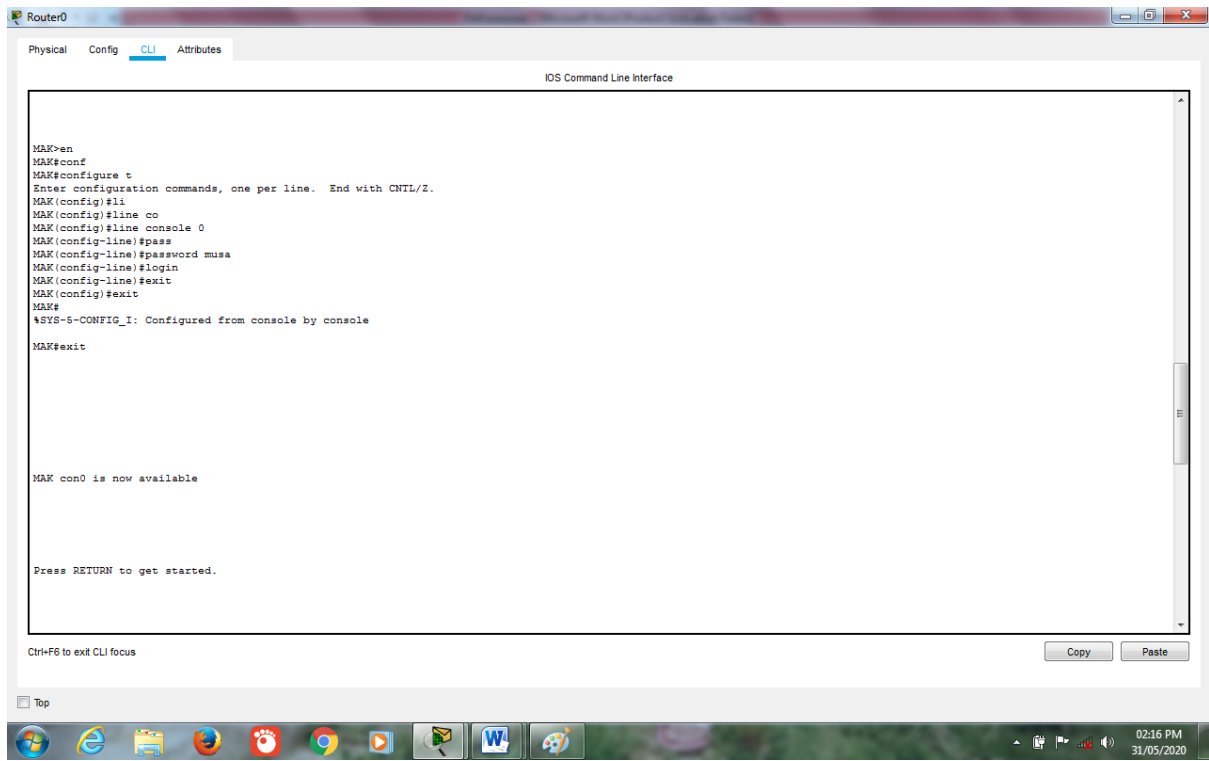 Router0
Physical Config CLI Attributes
IOS Command Line Interface
MAK>en
MAK#conf
MAK#configure t
Enter configuration commands, one per line.  End with CNTL/Z.
MAK(config)#li
MAK(config)#line co
MAK(config)#line console 0
MAK(config-line)#pass
MAK(config-line)#password musa
MAK(config-line)#login
MAK(config-line)#exit
MAK(config)#exit
MAK#
%SYS-5-CONFIG_I: Configured from console by console
MAK#exit
MAK con0 is now available
Press RETURN to get started.
Ctrl+F6 to exit CLI focus
Copy Paste
Top
02:16 PM
31/05/2020